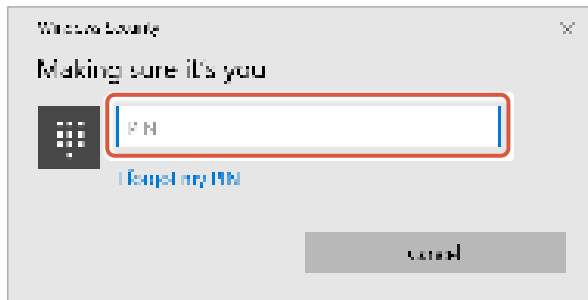 Windows Security
Making sure it's you
PIN
I forgot my PIN
Cancel